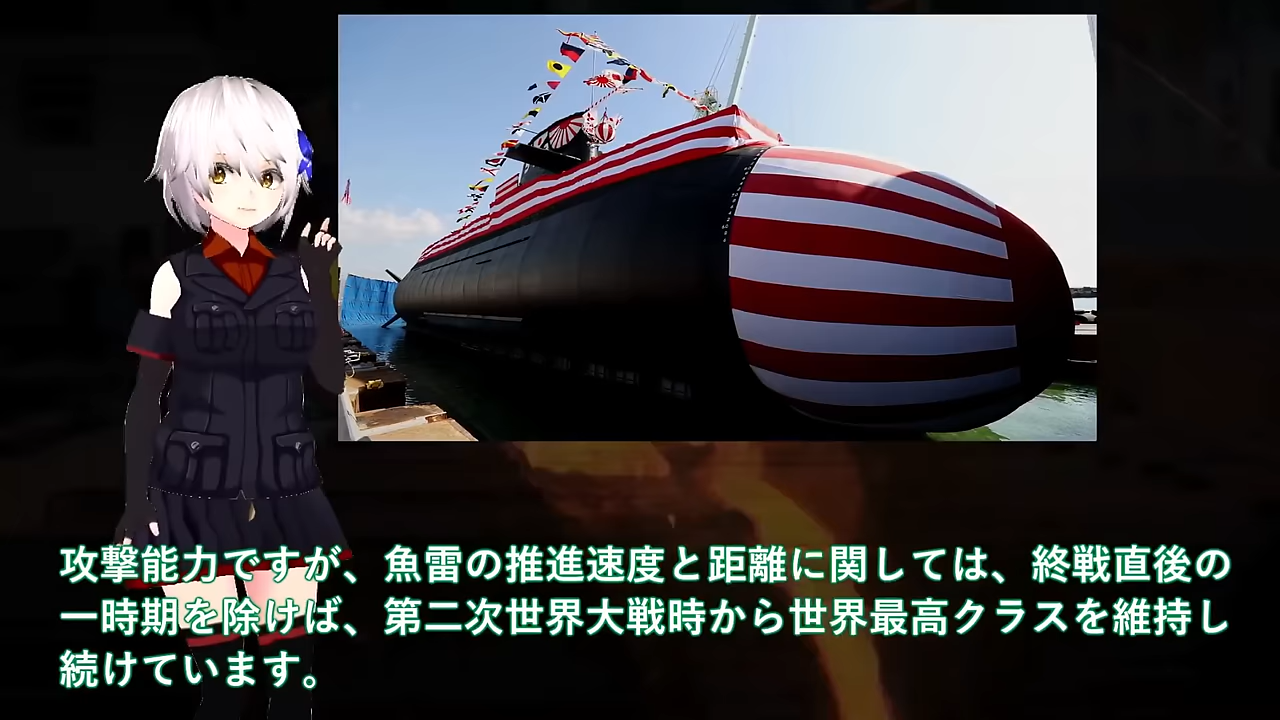 攻撃能力ですが、魚雷の推進速度と距離に関しては、終戦直後の
一時期を除けば、第二次世界大戦時から世界最高クラスを維持し
続けています。